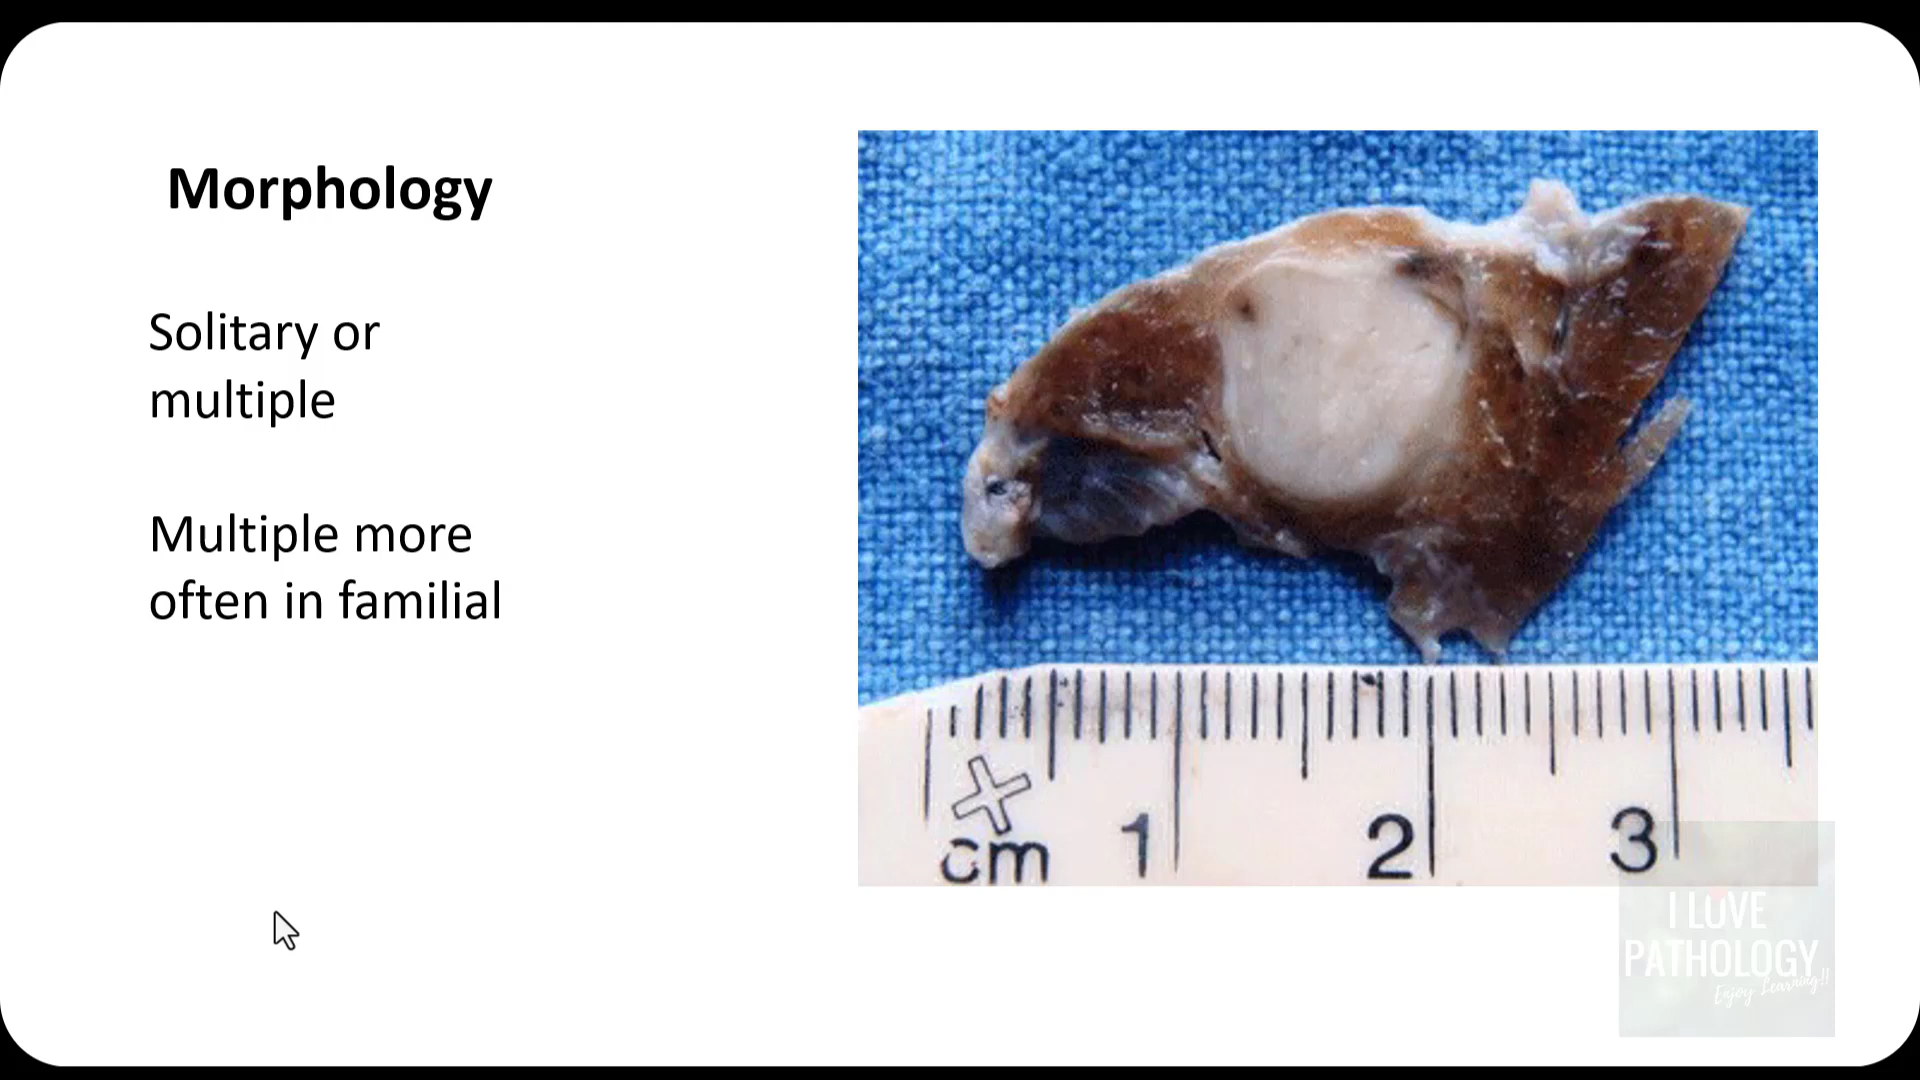 Morphology
Solitary or
multiple
Multiple more
often in familial
cm 1 2 3
I LOVE
PATHOLOGY
Enjoy Learning!!